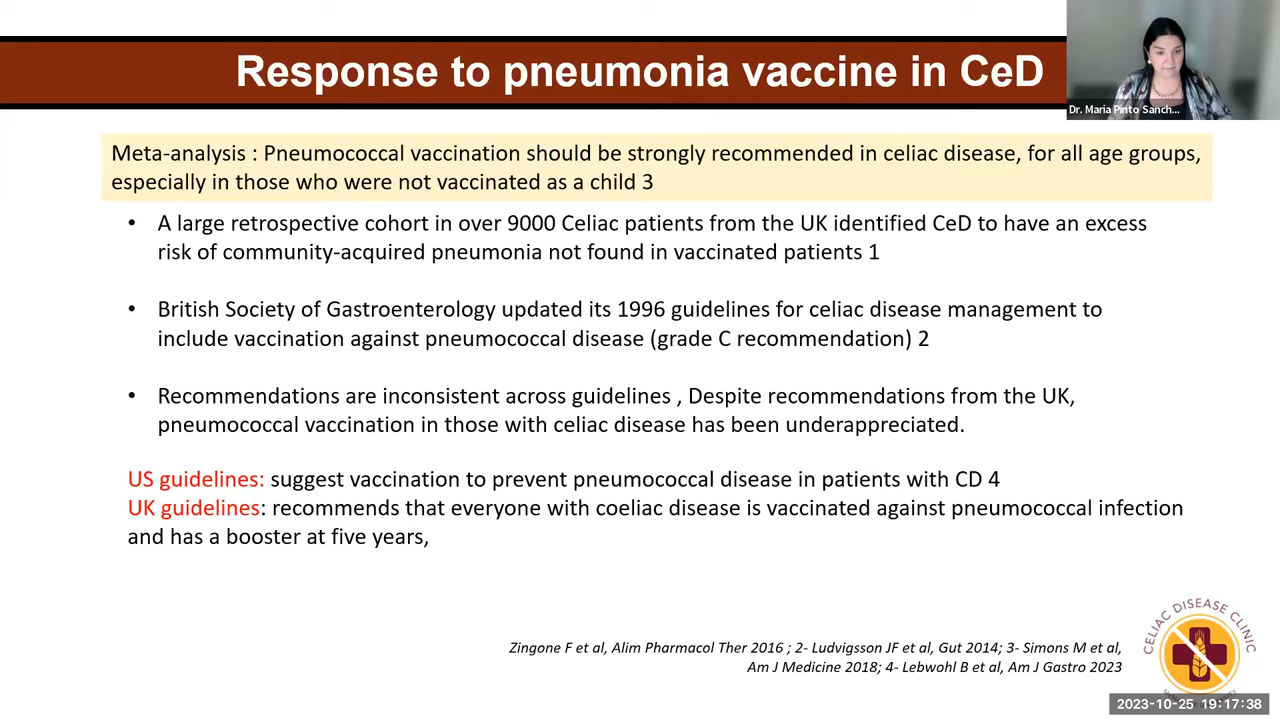 Response to pneumonia vaccine in CeD
Dr. Maria Pinto Sanch...
Meta-analysis : Pneumococcal vaccination should be strongly recommended in celiac disease, for all age groups,
especially in those who were not vaccinated as a child 3
• A large retrospective cohort in over 9000 Celiac patients from the UK identified CeD to have an excess
risk of community-acquired pneumonia not found in vaccinated patients 1
• British Society of Gastroenterology updated its 1996 guidelines for celiac disease management to
include vaccination against pneumococcal disease (grade C recommendation) 2
• Recommendations are inconsistent across guidelines , Despite recommendations from the UK,
pneumococcal vaccination in those with celiac disease has been underappreciated.
US guidelines: suggest vaccination to prevent pneumococcal disease in patients with CD 4
UK guidelines: recommends that everyone with coeliac disease is vaccinated against pneumococcal infection
and has a booster at five years,
Zingone F et al, Alim Pharmacol Ther 2016 ; 2- Ludvigsson JF et al, Gut 2014; 3- Simons M et al,
Am J Medicine 2018; 4- Lebwohl B et al, Am J Gastro 2023
CELIAC DISEASE CLINIC
2023-10-25 19:17:38